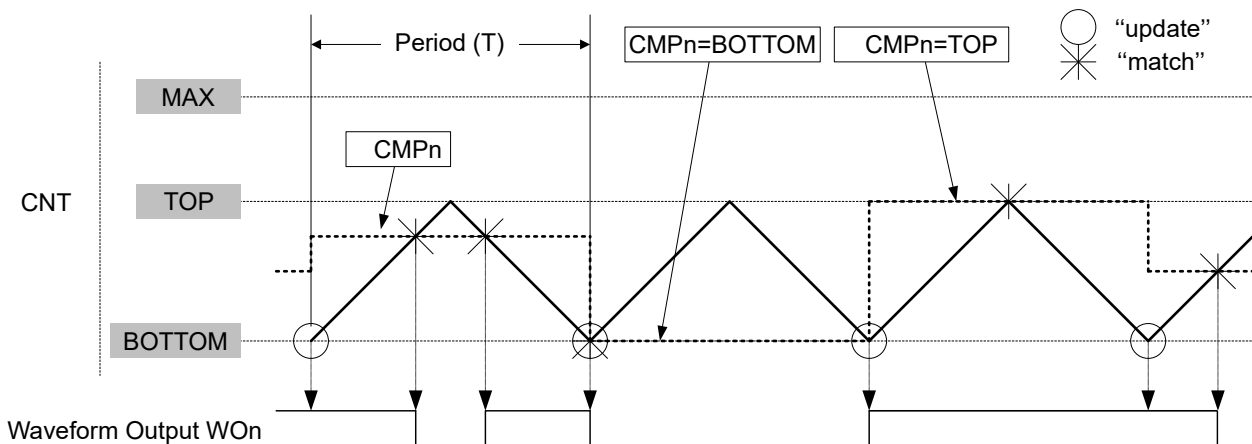 Period (T)
CMPn=BOTTOM
CMPn=TOP
“update”
“match”
MAX
CMPn
CNT
TOP
BOTTOM
Waveform Output WOn